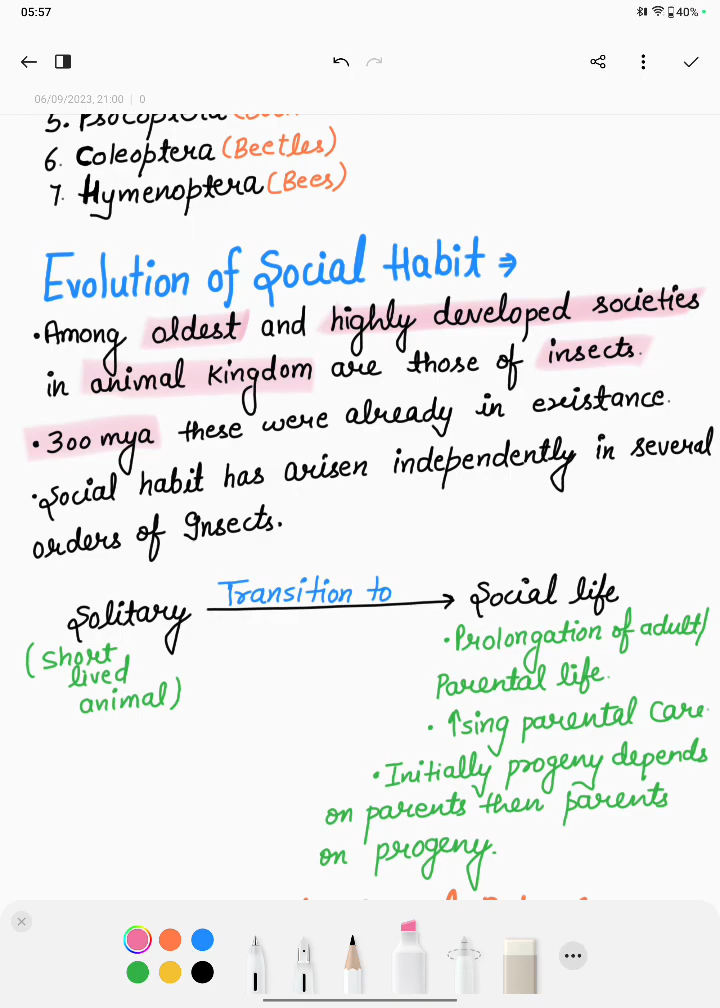 05:57
40%
06/09/2023, 21:00 | 0
5. Psocoptera
6. Coleoptera (Beetles)
7. Hymenoptera (Bees)
Evolution of Social Habit →
• Among oldest and highly developed societies
in animal Kingdom are those of insects.
• 300 mya these were already in existance.
• Social habit has arisen independently in several
orders of Insects.
Solitary Transition to Social life
(Short
lived
animal)
• Prolongation of adult/
Parental life.
• ↑sing parental Care.
• Initially progeny depends
on parents then parents
on progeny.